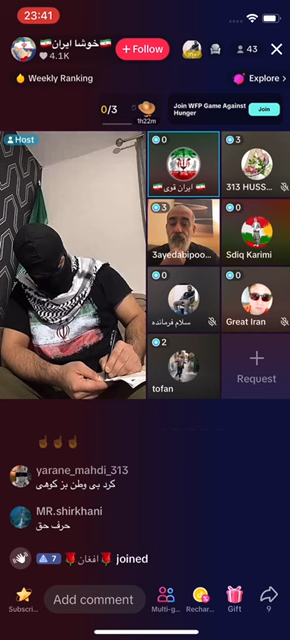 23:41
🇮🇷خوشا ایران🇮🇷
4.1K
+ Follow
43
Weekly Ranking
Explore >
0/3
1h22m
Join WFP Game Against Hunger
Join
Host
0
🇮🇷 ایران قوی 🇮🇷
3
313 HUSS...
3
3ayedabipoo...
0
Sdiq Karimi
0
سلام فرمانده
0
Great Iran
2
tofan
Request
yarane_mahdi_313
کرد بی وطن بز کوهی
MR.shirkhani
حرف حق
7 🌹افغان🌹 joined
Subscri...
Add comment
Multi-g...
Rechar...
Gift
9